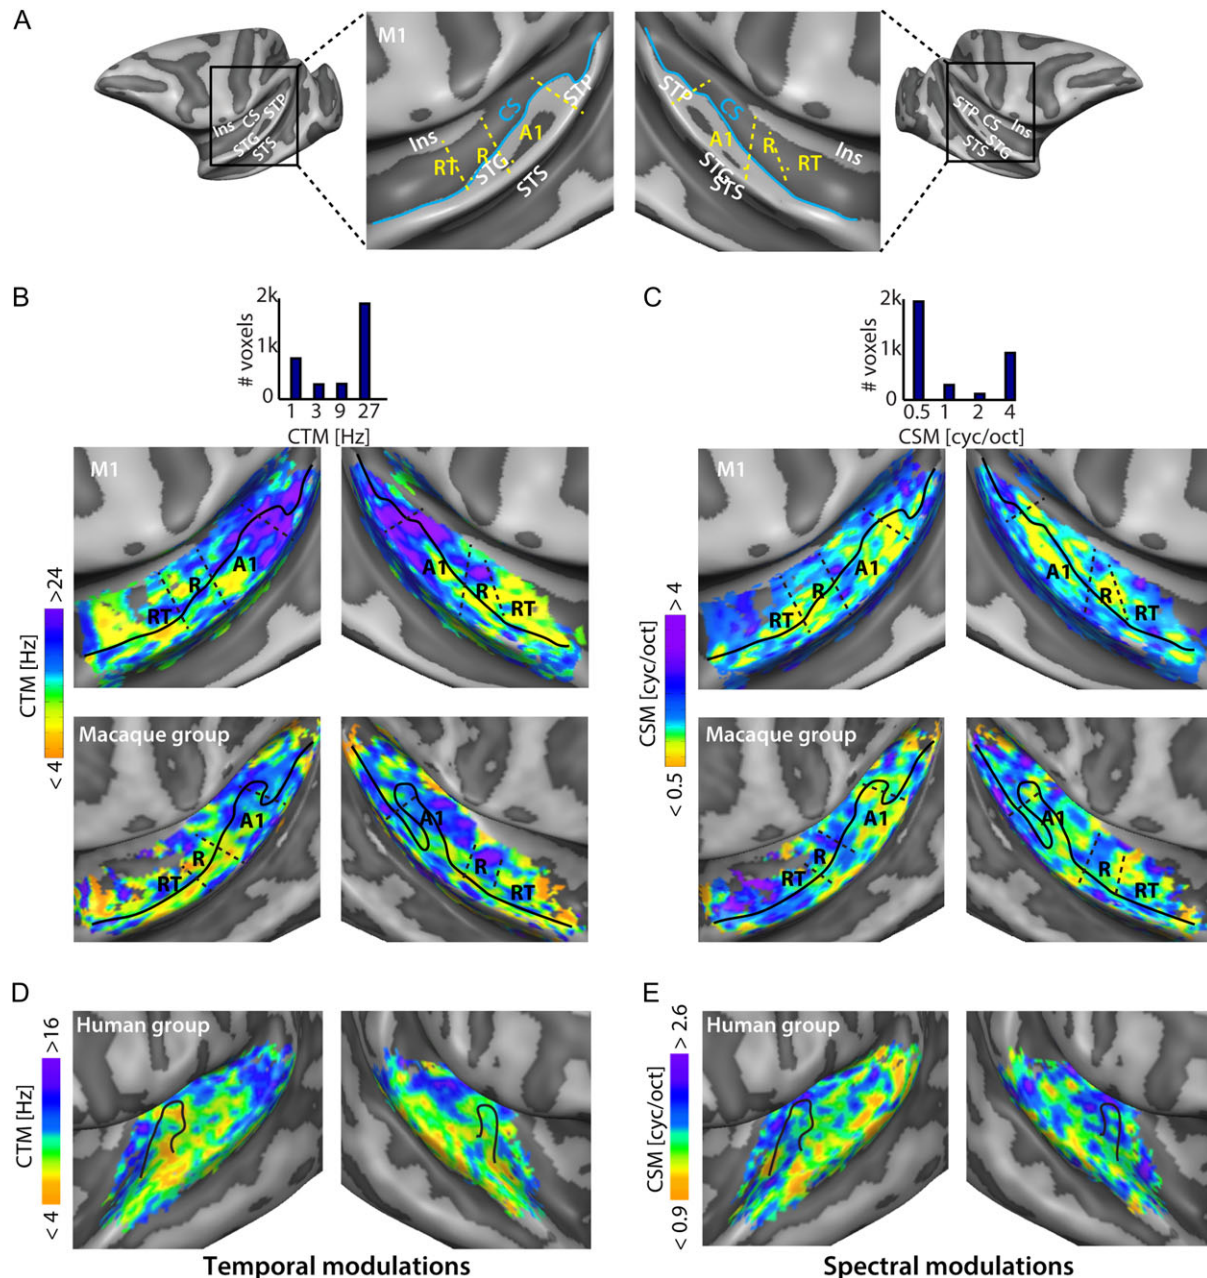 A
Ins CS STP
STG
STS
M1
Ins
CS
STP
RT
R
A1
STG
STS
STP
CS
A1
R
RT
Ins
STG
STS
STP CS Ins
STS STG
B
# voxels
2k
1k
0
1 3 9 27
CTM [Hz]
C
# voxels
2k
1k
0
0.5 1 2 4
CSM [cyc/oct]
M1
RT
R
A1
A1
R
RT
CTM [Hz]
>24
< 4
Macaque group
RT
R
A1
A1
R
RT
M1
RT
R
A1
A1
R
RT
CSM [cyc/oct]
> 4
< 0.5
Macaque group
RT
R
A1
A1
R
RT
D
Human group
CTM [Hz]
>16
< 4
Temporal modulations
E
Human group
CSM [cyc/oct]
> 2.6
< 0.9
Spectral modulations